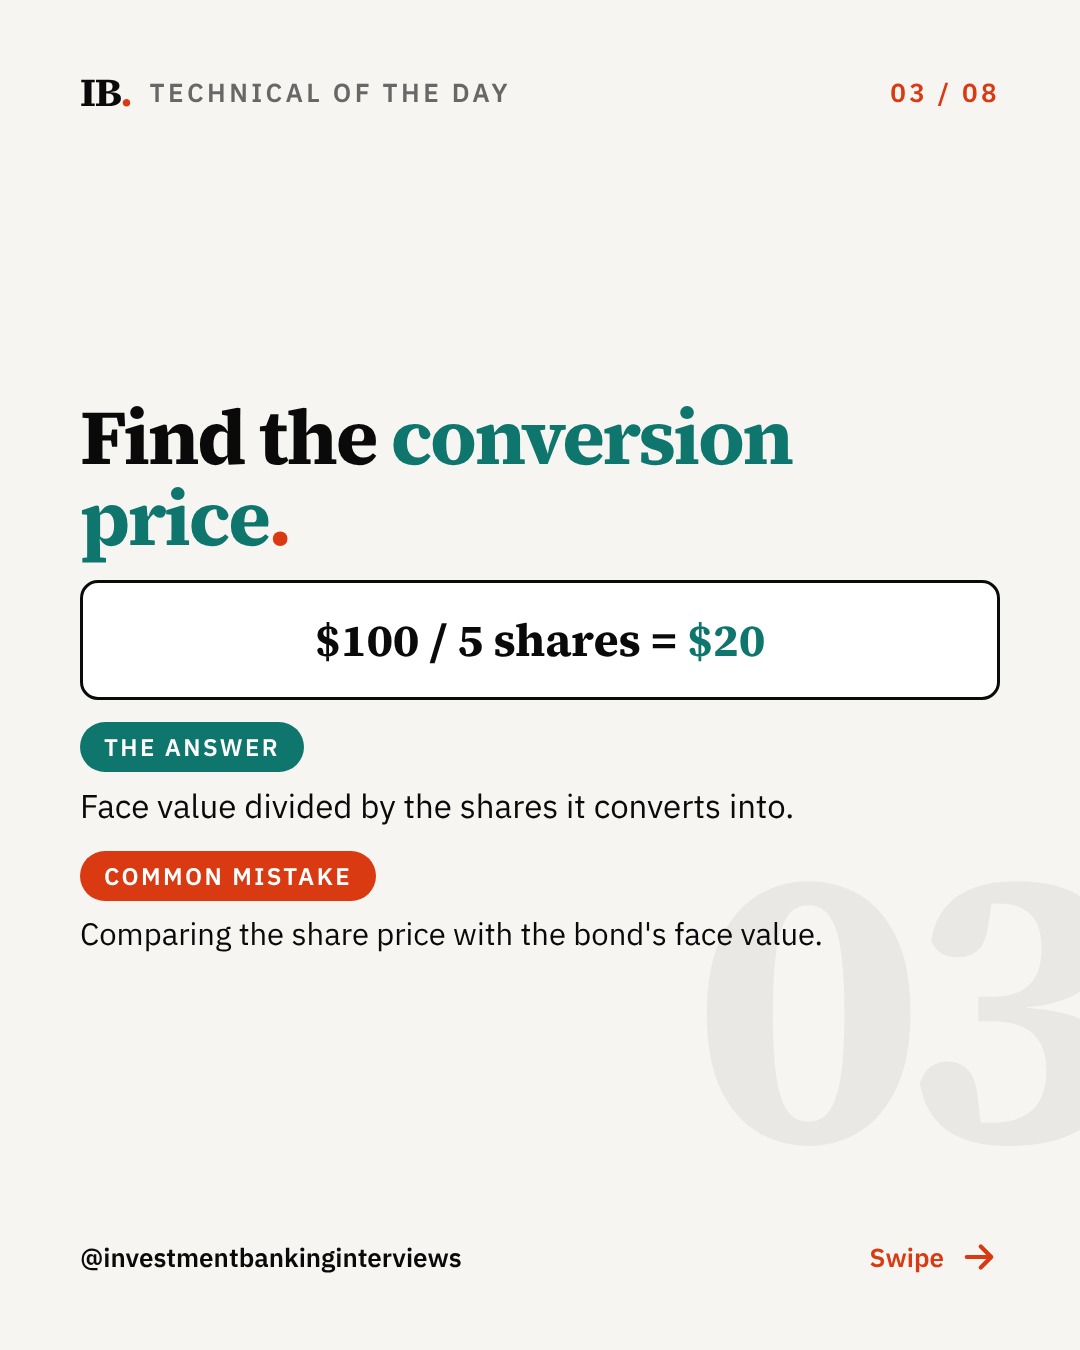 IB. TECHNICAL OF THE DAY
03 / 08
Find the conversion
price.
$100 / 5 shares = $20
THE ANSWER
Face value divided by the shares it converts into.
COMMON MISTAKE
Comparing the share price with the bond's face value.
03
@investmentbankinginterviews
Swipe →